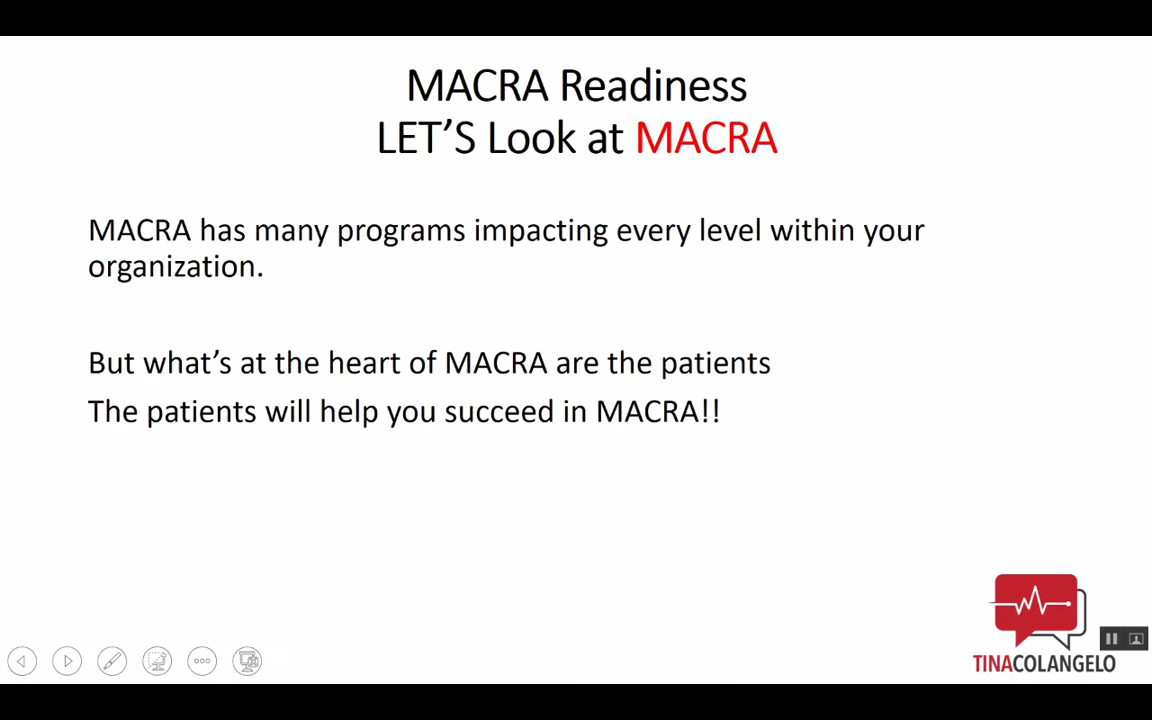 MACRA Readiness
LET’S Look at MACRA
MACRA has many programs impacting every level within your
organization.
But what’s at the heart of MACRA are the patients
The patients will help you succeed in MACRA!!
TINACOLANGELO